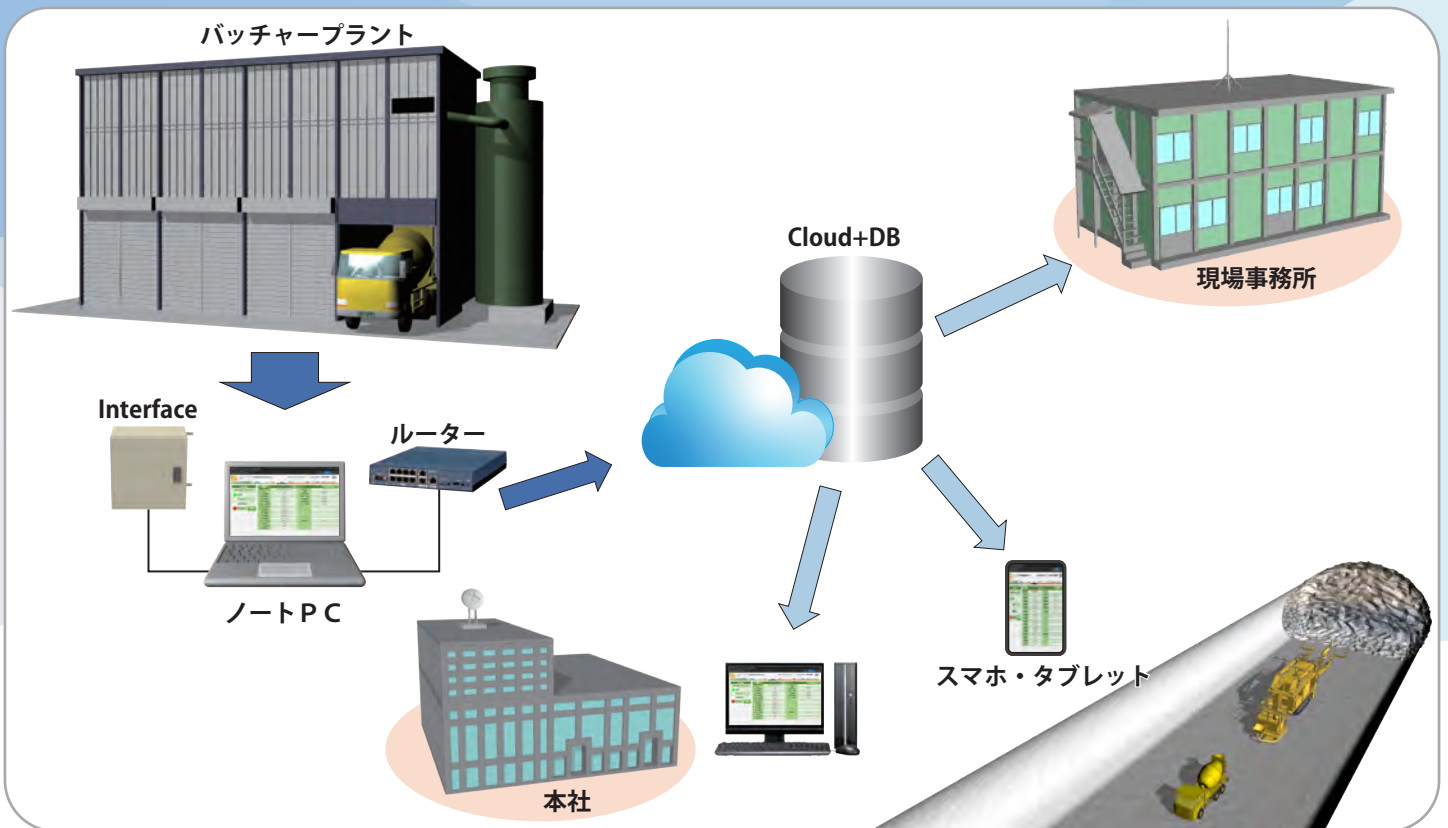 バッチャープラント
Cloud+DB
現場事務所
Interface
ルーター
ノートＰＣ
スマホ・タブレット
本社